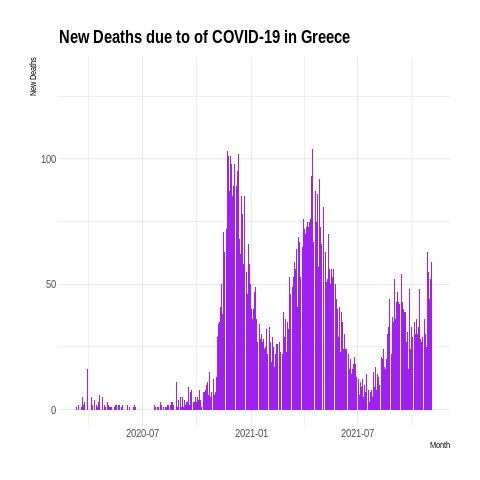 New Deaths due to of COVID-19 in Greece
New Deaths
100
50
0
2020-07 2021-01 2021-07
Month